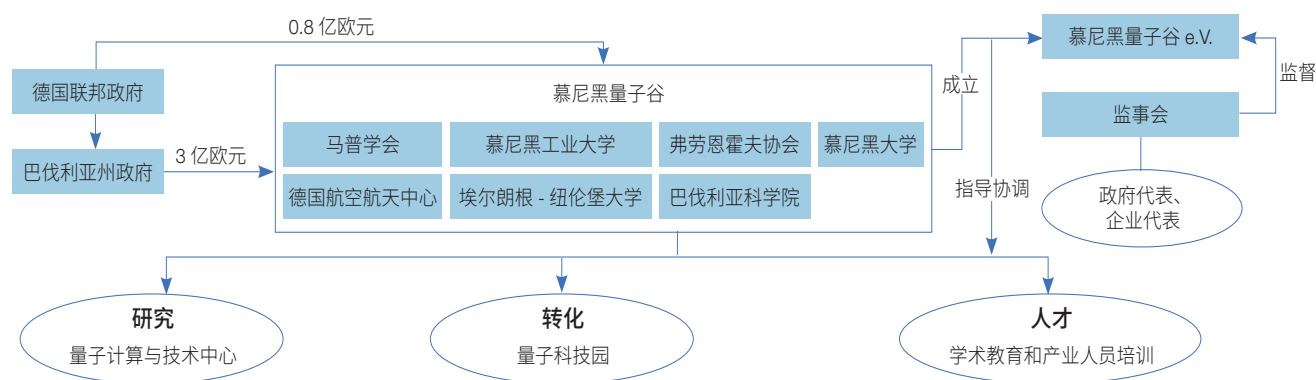 0.8 亿欧元
慕尼黑量子谷 e.V.
监督
成立
德国联邦政府
慕尼黑量子谷
监事会
马普学会
慕尼黑工业大学
弗劳恩霍夫协会
慕尼黑大学
3 亿欧元
巴伐利亚州政府
德国航空航天中心
埃尔朗根 - 纽伦堡大学
巴伐利亚科学院
指导协调
政府代表、
企业代表
研究
量子计算与技术中心
转化
量子科技园
人才
学术教育和产业人员培训